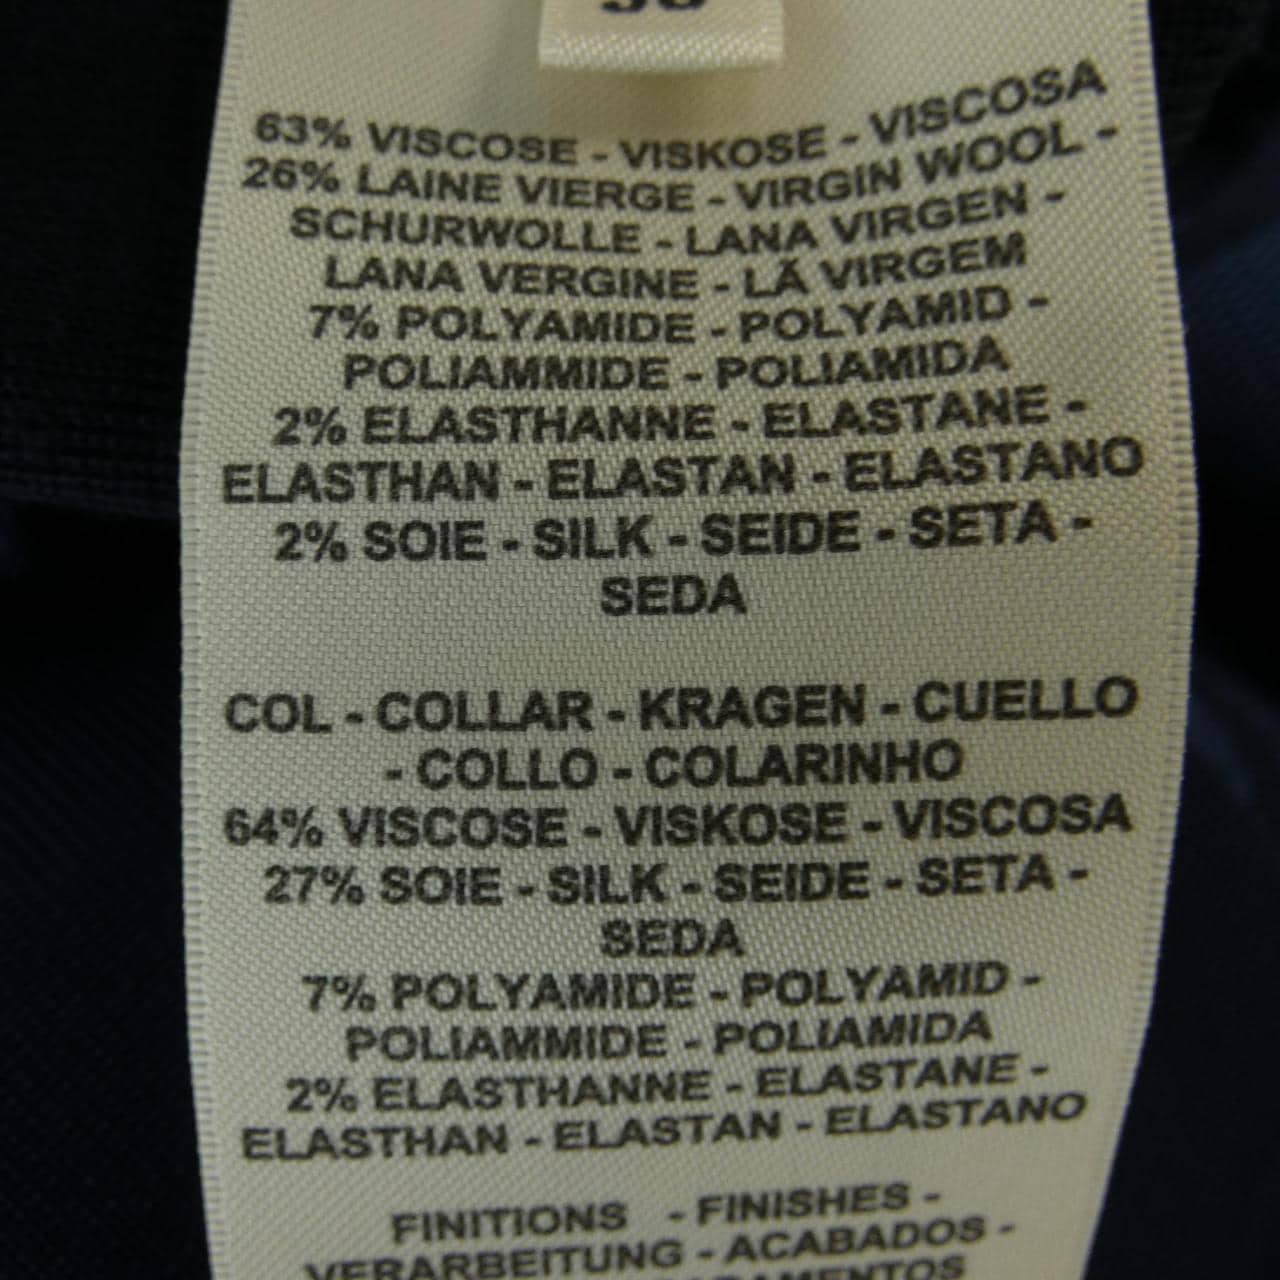 63% VISCOSE - VISKOSE - VISCOSA
26% LAINE VIERGE - VIRGIN WOOL -
SCHURWOLLE - LANA VIRGEN -
LANA VERGINE - LÃ VIRGEM
7% POLYAMIDE - POLYAMID -
POLIAMMIDE - POLIAMIDA
2% ELASTHANNE - ELASTANE -
ELASTHAN - ELASTAN - ELASTANO
2% SOIE - SILK - SEIDE - SETA -
SEDA
COL - COLLAR - KRAGEN - CUELLO
- COLLO - COLARINHO
64% VISCOSE - VISKOSE - VISCOSA
27% SOIE - SILK - SEIDE - SETA -
SEDA
7% POLYAMIDE - POLYAMID -
POLIAMMIDE - POLIAMIDA
2% ELASTHANNE - ELASTANE -
ELASTHAN - ELASTAN - ELASTANO
FINITIONS - FINISHES -
VERARBEITUNG - ACABADOS -